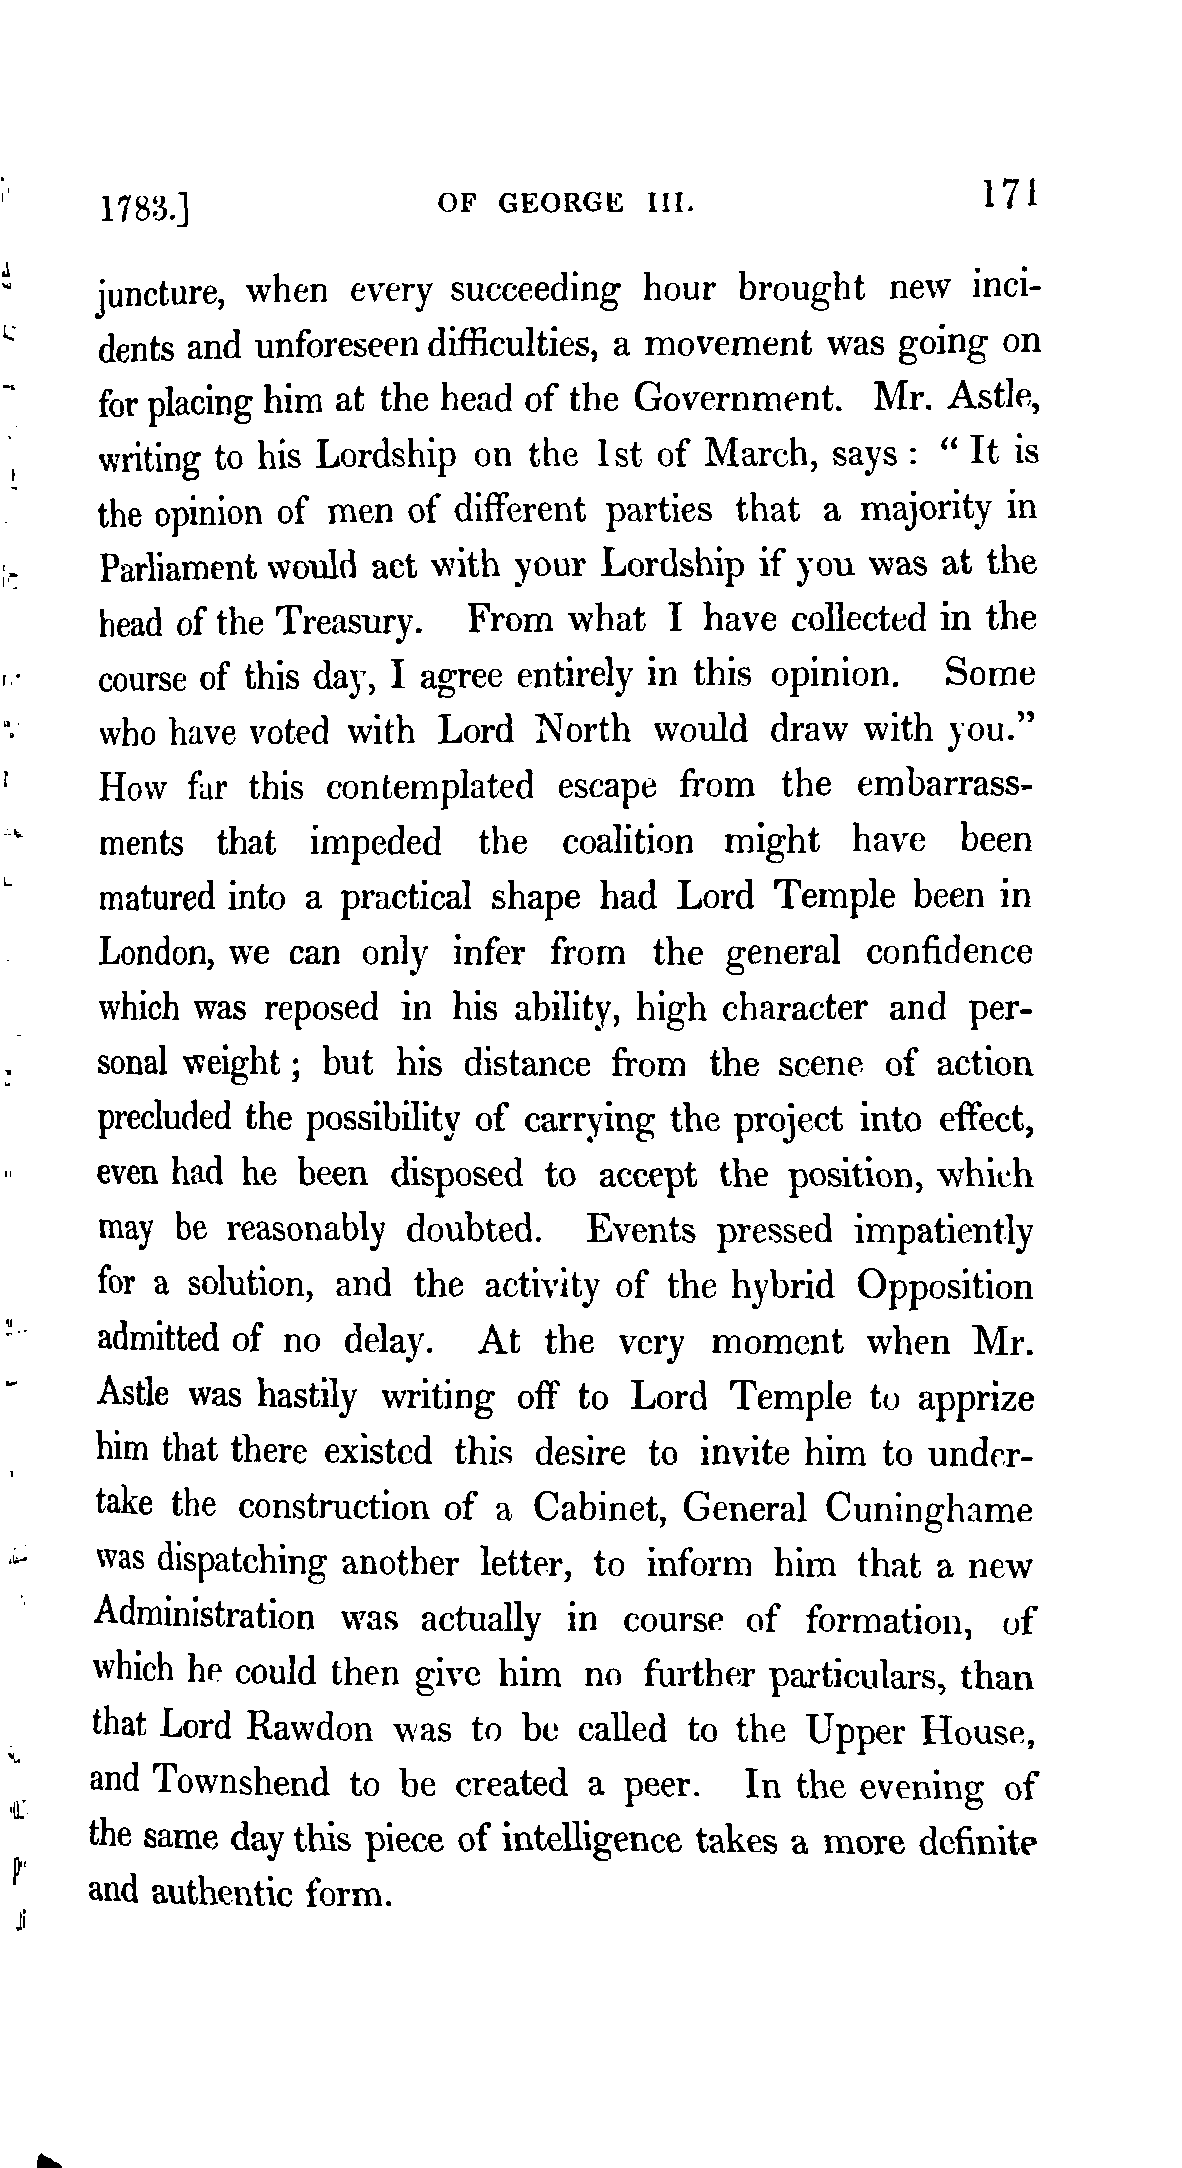 1783.] OF GEORGE III. 171
juncture, when every succeeding hour brought new inci-
dents and unforeseen difficulties, a movement was going on
for placing him at the head of the Government. Mr. Astle,
writing to his Lordship on the 1st of March, says : “ It is
the opinion of men of different parties that a majority in
Parliament would act with your Lordship if you was at the
head of the Treasury. From what I have collected in the
course of this day, I agree entirely in this opinion. Some
who have voted with Lord North would draw with you.”
How far this contemplated escape from the embarrass-
ments that impeded the coalition might have been
matured into a practical shape had Lord Temple been in
London, we can only infer from the general confidence
which was reposed in his ability, high character and per-
sonal weight ; but his distance from the scene of action
precluded the possibility of carrying the project into effect,
even had he been disposed to accept the position, which
may be reasonably doubted. Events pressed impatiently
for a solution, and the activity of the hybrid Opposition
admitted of no delay. At the very moment when Mr.
Astle was hastily writing off to Lord Temple to apprize
him that there existed this desire to invite him to under-
take the construction of a Cabinet, General Cuninghame
was dispatching another letter, to inform him that a new
Administration was actually in course of formation, of
which he could then give him no further particulars, than
that Lord Rawdon was to be called to the Upper House,
and Townshend to be created a peer. In the evening of
the same day this piece of intelligence takes a more definite
and authentic form.